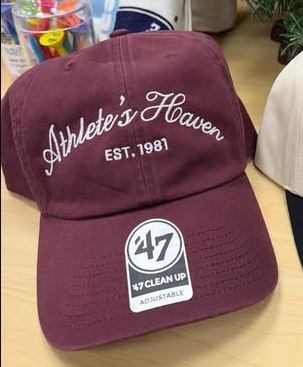 Athlete's Haven
EST. 1981
'47
'47 CLEAN UP
ADJUSTABLE